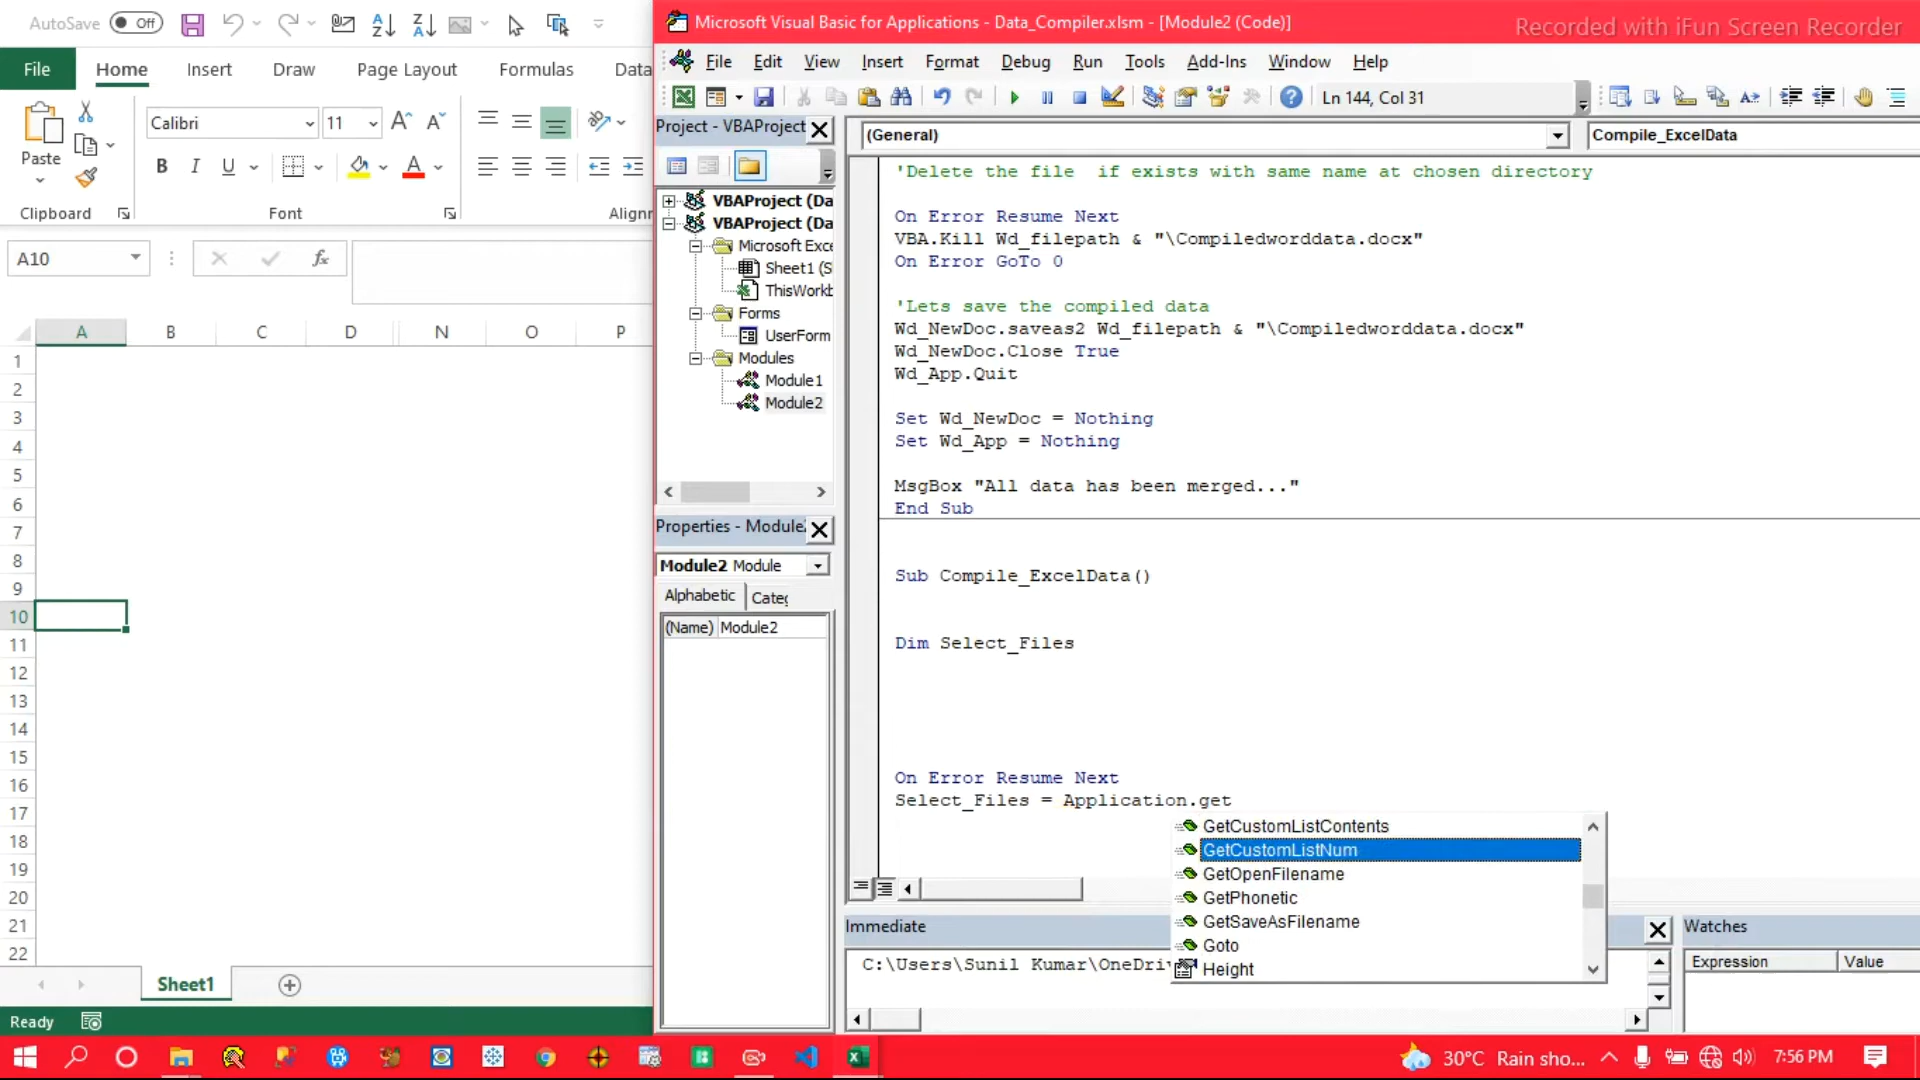 AutoSave Off
File Home Insert Draw Page Layout Formulas Data
Calibri 11
Paste
B I U
Clipboard Font Alignr
A10
fx
A B C D N O P
1
2
3
4
5
6
7
8
9
10
11
12
13
14
15
16
17
18
19
20
21
22
Sheet1
Ready
Microsoft Visual Basic for Applications - Data_Compiler.xlsm - [Module2 (Code)]
Recorded with iFun Screen Recorder
File Edit View Insert Format Debug Run Tools Add-Ins Window Help
Ln 144, Col 31
Project - VBAProject
VBAProject (Da
VBAProject (Da
Microsoft Exce
Sheet1 (S
ThisWorkb
Forms
UserForm
Modules
Module1
Module2
Properties - Module2
Module2 Module
Alphabetic Categ
(Name) Module2
(General) Compile_ExcelData
'Delete the file  if exists with same name at chosen directory
On Error Resume Next
VBA.Kill Wd_filepath & "\Compiledworddata.docx"
On Error GoTo 0
'Lets save the compiled data
Wd_NewDoc.saveas2 Wd_filepath & "\Compiledworddata.docx"
Wd_NewDoc.Close True
Wd_App.Quit
Set Wd_NewDoc = Nothing
Set Wd_App = Nothing
MsgBox "All data has been merged..."
End Sub
Sub Compile_ExcelData()
Dim Select_Files
On Error Resume Next
Select_Files = Application.get
GetCustomListContents
GetCustomListNum
GetOpenFilename
GetPhonetic
GetSaveAsFilename
Goto
Height
Immediate
C:\Users\Sunil Kumar\OneDriv
Watches
Expression Value
30°C Rain sho... 7:56 PM